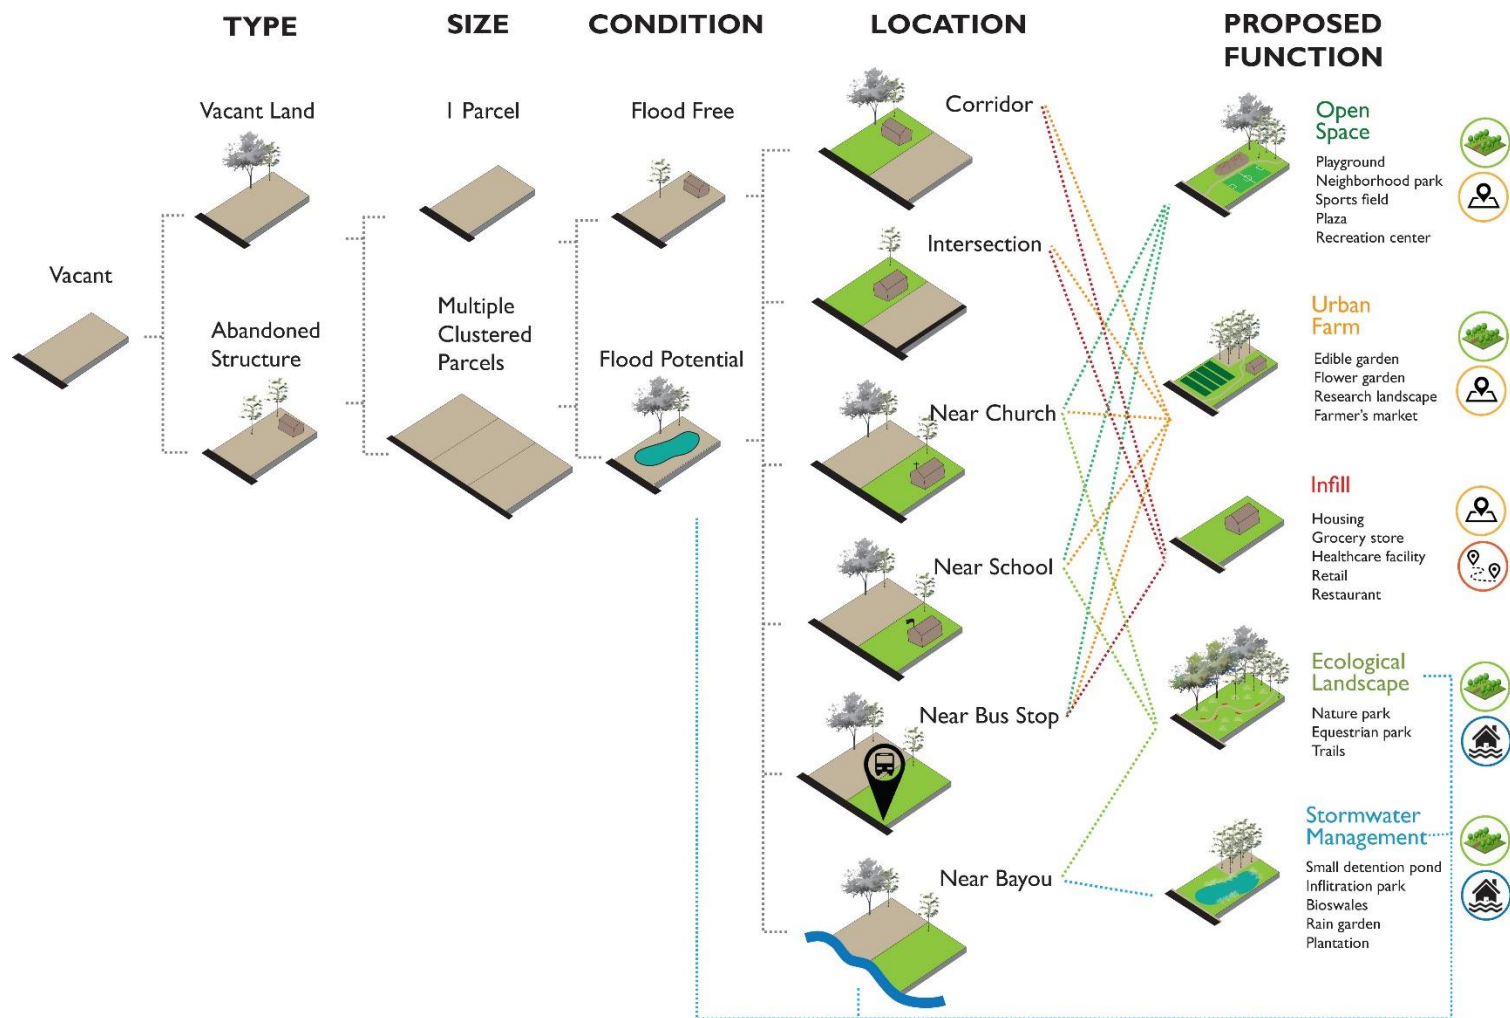 TYPE
SIZE
CONDITION
LOCATION
PROPOSED
FUNCTION
Vacant
Vacant Land
Abandoned
Structure
1 Parcel
Multiple
Clustered
Parcels
Flood Free
Flood Potential
Corridor
Intersection
Near Church
Near School
Near Bus Stop
Near Bayou
Open
Space
Playground
Neighborhood park
Sports field
Plaza
Recreation center
Urban
Farm
Edible garden
Flower garden
Research landscape
Farmer's market
Infill
Housing
Grocery store
Healthcare facility
Retail
Restaurant
Ecological
Landscape
Nature park
Equestrian park
Trails
Stormwater
Management
Small detention pond
Inflitration park
Bioswales
Rain garden
Plantation